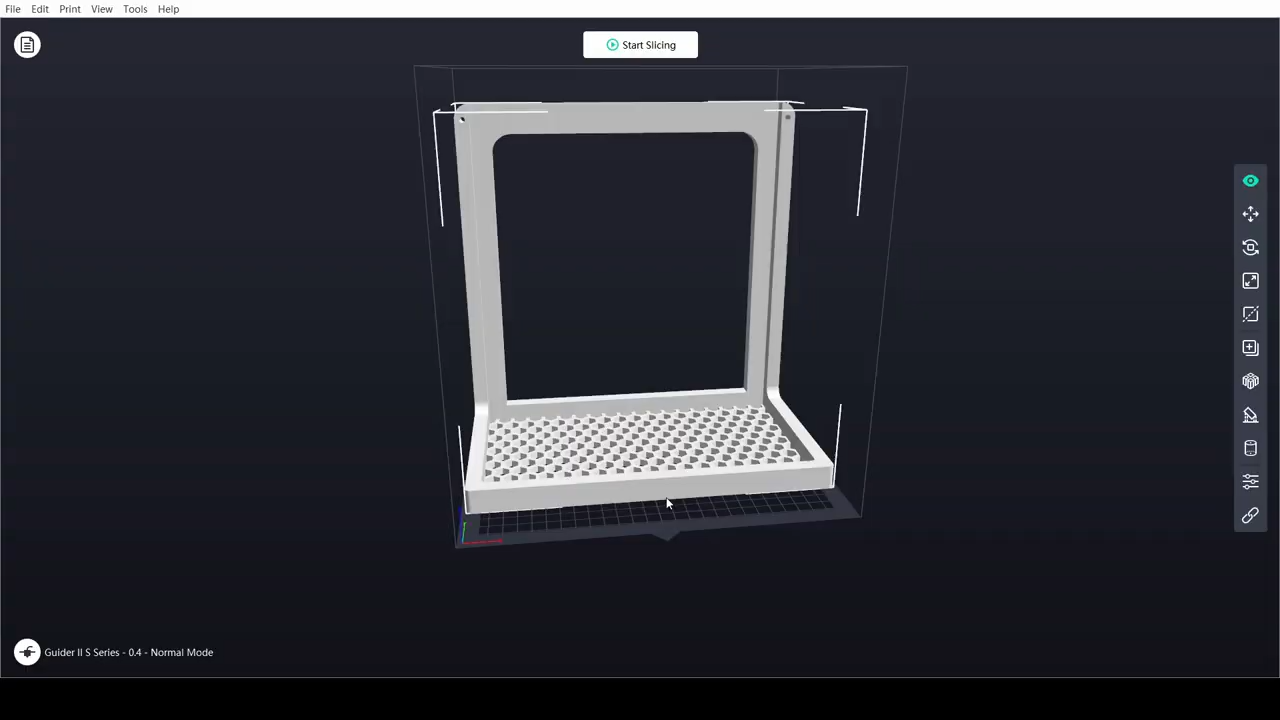 File Edit Print View Tools Help
Start Slicing
Guider II S Series - 0.4 - Normal Mode